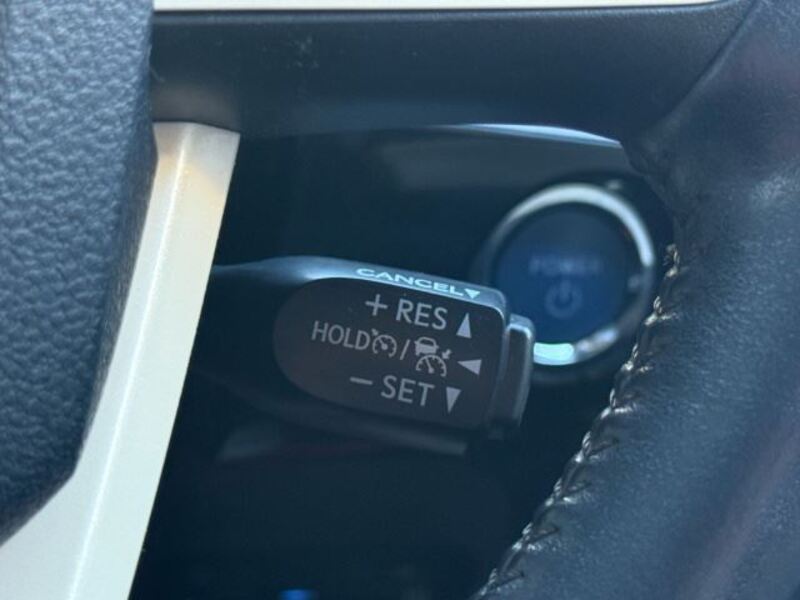 CANCEL▼
+ RES ▲
HOLD /
− SET ▼
POWER